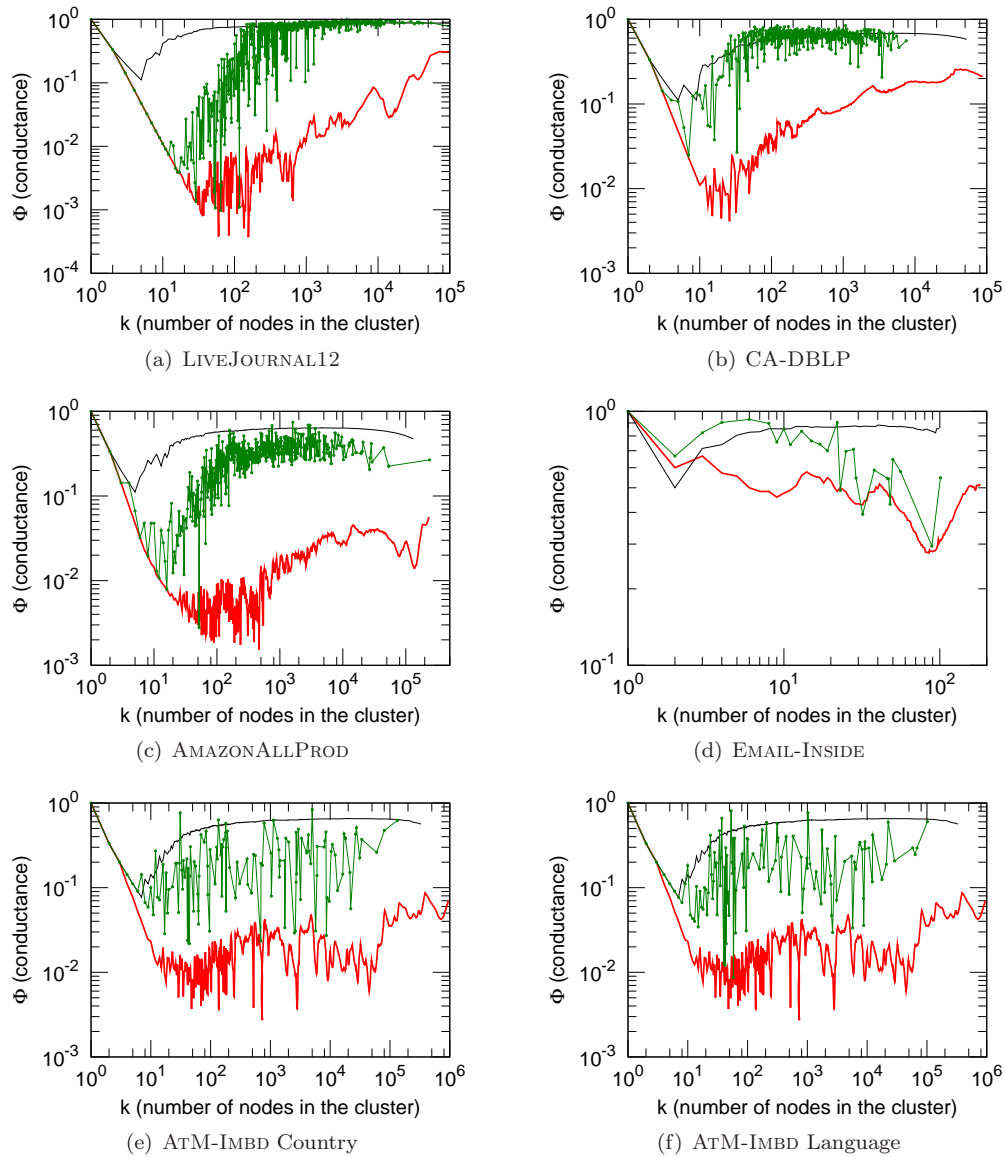 10^0
10^-1
10^-2
10^-3
10^-4
Φ (conductance)
10^0 10^1 10^2 10^3 10^4 10^5
k (number of nodes in the cluster)
(a) LIVEJOURNAL12
10^0
10^-1
10^-2
10^-3
Φ (conductance)
10^0 10^1 10^2 10^3 10^4 10^5
k (number of nodes in the cluster)
(b) CA-DBLP
10^0
10^-1
10^-2
10^-3
Φ (conductance)
10^0 10^1 10^2 10^3 10^4 10^5
k (number of nodes in the cluster)
(c) AMAZONALLPROD
10^0
10^-1
Φ (conductance)
10^0 10^1 10^2
k (number of nodes in the cluster)
(d) EMAIL-INSIDE
10^0
10^-1
10^-2
10^-3
Φ (conductance)
10^0 10^1 10^2 10^3 10^4 10^5 10^6
k (number of nodes in the cluster)
(e) ATM-IMBD Country
10^0
10^-1
10^-2
10^-3
Φ (conductance)
10^0 10^1 10^2 10^3 10^4 10^5 10^6
k (number of nodes in the cluster)
(f) ATM-IMBD Language